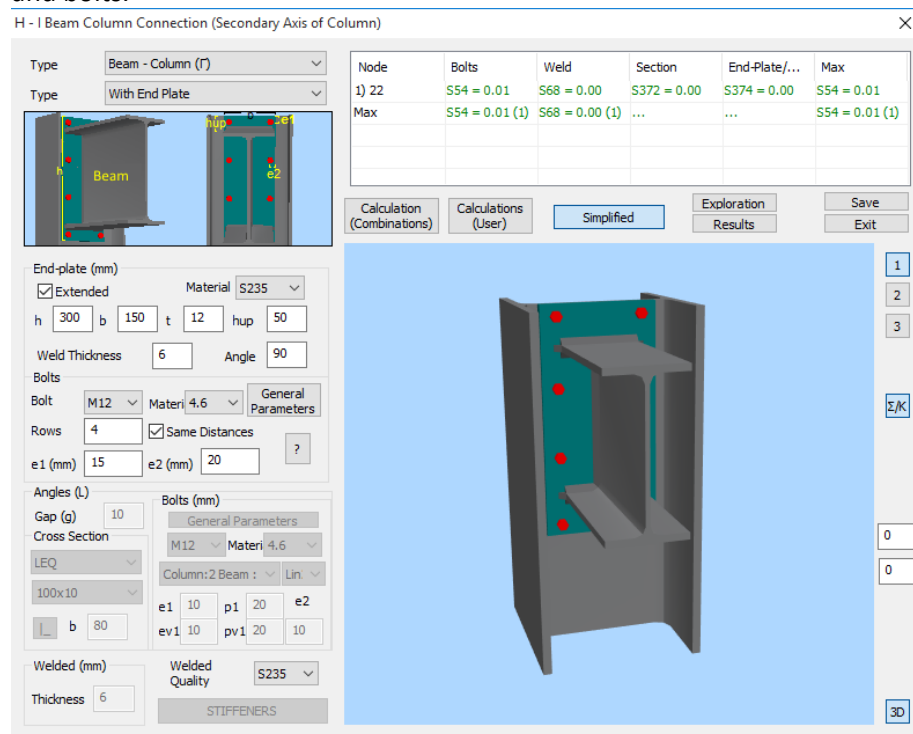 and bolts.
H - I Beam Column Connection (Secondary Axis of Column)
Type Beam - Column (Γ)
Type With End Plate
Node Bolts Weld Section End-Plate/... Max
1) 22 S54 = 0.01 S68 = 0.00 S372 = 0.00 S374 = 0.00 S54 = 0.01
Max S54 = 0.01 (1) S68 = 0.00 (1) ... ... S54 = 0.01 (1)
hup b e1
h Beam e2
Calculation (Combinations)
Calculations (User)
Simplified
Exploration
Results
Save
Exit
End-plate (mm)
Extended Material S235
h 300 b 150 t 12 hup 50
Weld Thickness 6 Angle 90
Bolts
Bolt M12 Materi 4.6 General Parameters
Rows 4 Same Distances
?
e1 (mm) 15 e2 (mm) 20
Angles (L)
Gap (g) 10
Cross Section
LEQ
100x10
|_ b 80
Bolts (mm)
General Parameters
M12 Materi 4.6
Column:2 Beam : Lin.
e1 10 p1 20 e2
ev1 10 pv1 20 10
Welded (mm)
Thickness 6
Welded Quality S235
STIFFENERS
1
2
3
Σ/K
0
0
3D